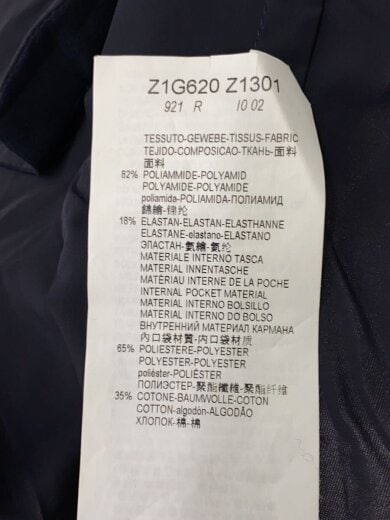 Z1G620 Z1301
921 R IO 02
TESSUTO-GEWEBE-TISSUS-FABRIC
TEJIDO-COMPOSICAO-ТКАНЬ-面料
面料
82% POLIAMMIDE-POLYAMID
POLYAMIDE-POLYAMIDE
poliamida-POLIAMIDA-ПОЛИАМИД
錦綸-锦纶
18% ELASTAN-ELASTAN-ELASTHANNE
ELASTANE-elastano-ELASTANO
ЭЛАСТАН-氨綸-氨纶
MATERIALE INTERNO TASCA
MATERIAL INNENTASCHE
MATÉRIAU INTERNE DE LA POCHE
INTERNAL POCKET MATERIAL
MATERIAL INTERNO BOLSILLO
MATERIAL INTERNO DO BOLSO
ВНУТРЕННИЙ МАТЕРИАЛ КАРМАНА
內口袋材質-内口袋材质
65% POLIESTERE-POLYESTER
POLYESTER-POLYESTER
poliéster-POLIÉSTER
ПОЛИЭСТЕР-聚酯纖維-聚酯纤维
35% COTONE-BAUMWOLLE-COTON
COTTON-algodón-ALGODÃO
ХЛОПОК-棉-棉